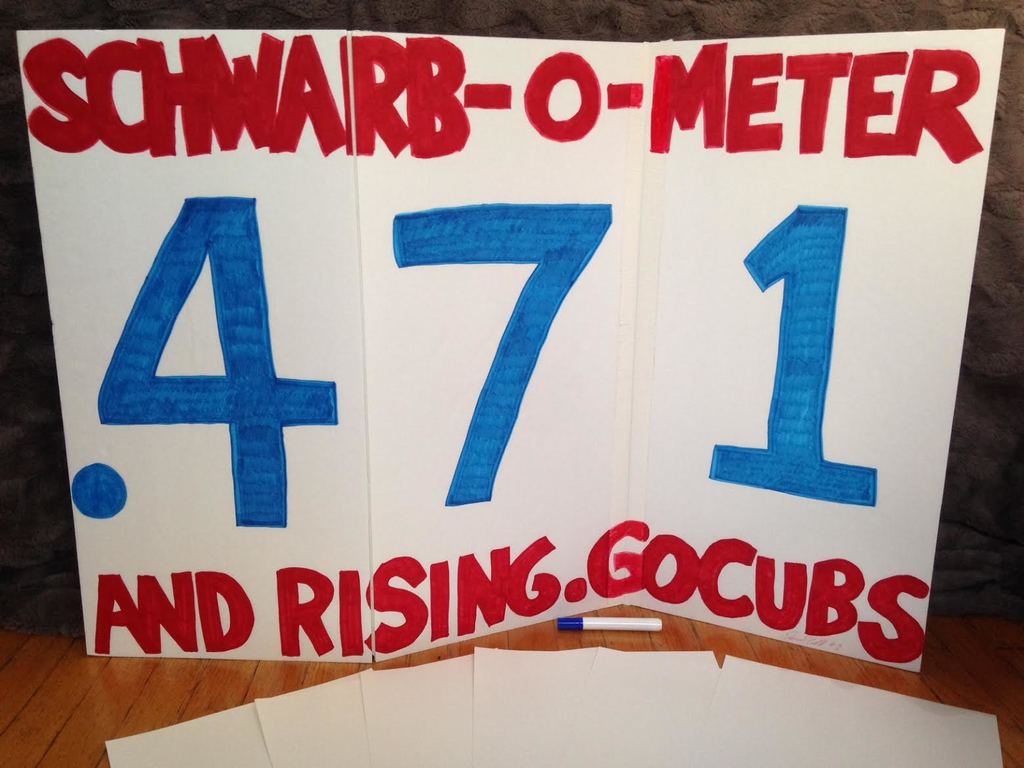 SCHWARB-O-METER
.471
AND RISING.GOCUBS